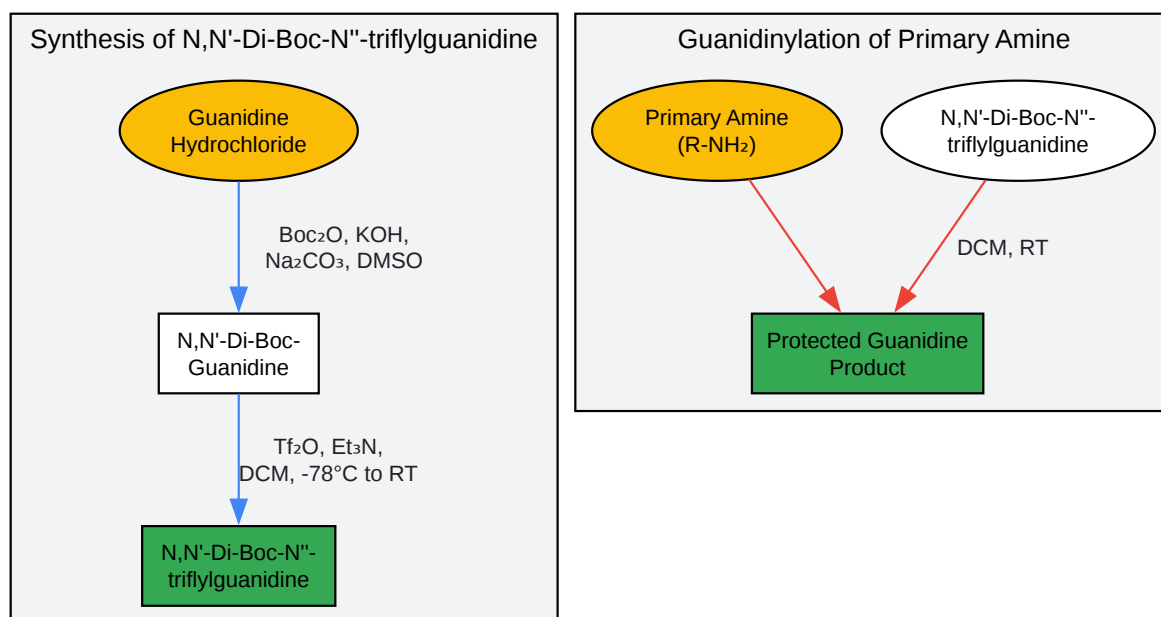 Synthesis of N,N'-Di-Boc-N''-triflylguanidine
Guanidine
Hydrochloride
Boc₂O, KOH,
Na₂CO₃, DMSO
N,N'-Di-Boc-
Guanidine
Tf₂O, Et₃N,
DCM, -78°C to RT
N,N'-Di-Boc-N''-
triflylguanidine
Guanidinylation of Primary Amine
Primary Amine
(R-NH₂)
N,N'-Di-Boc-N''-
triflylguanidine
DCM, RT
Protected Guanidine
Product